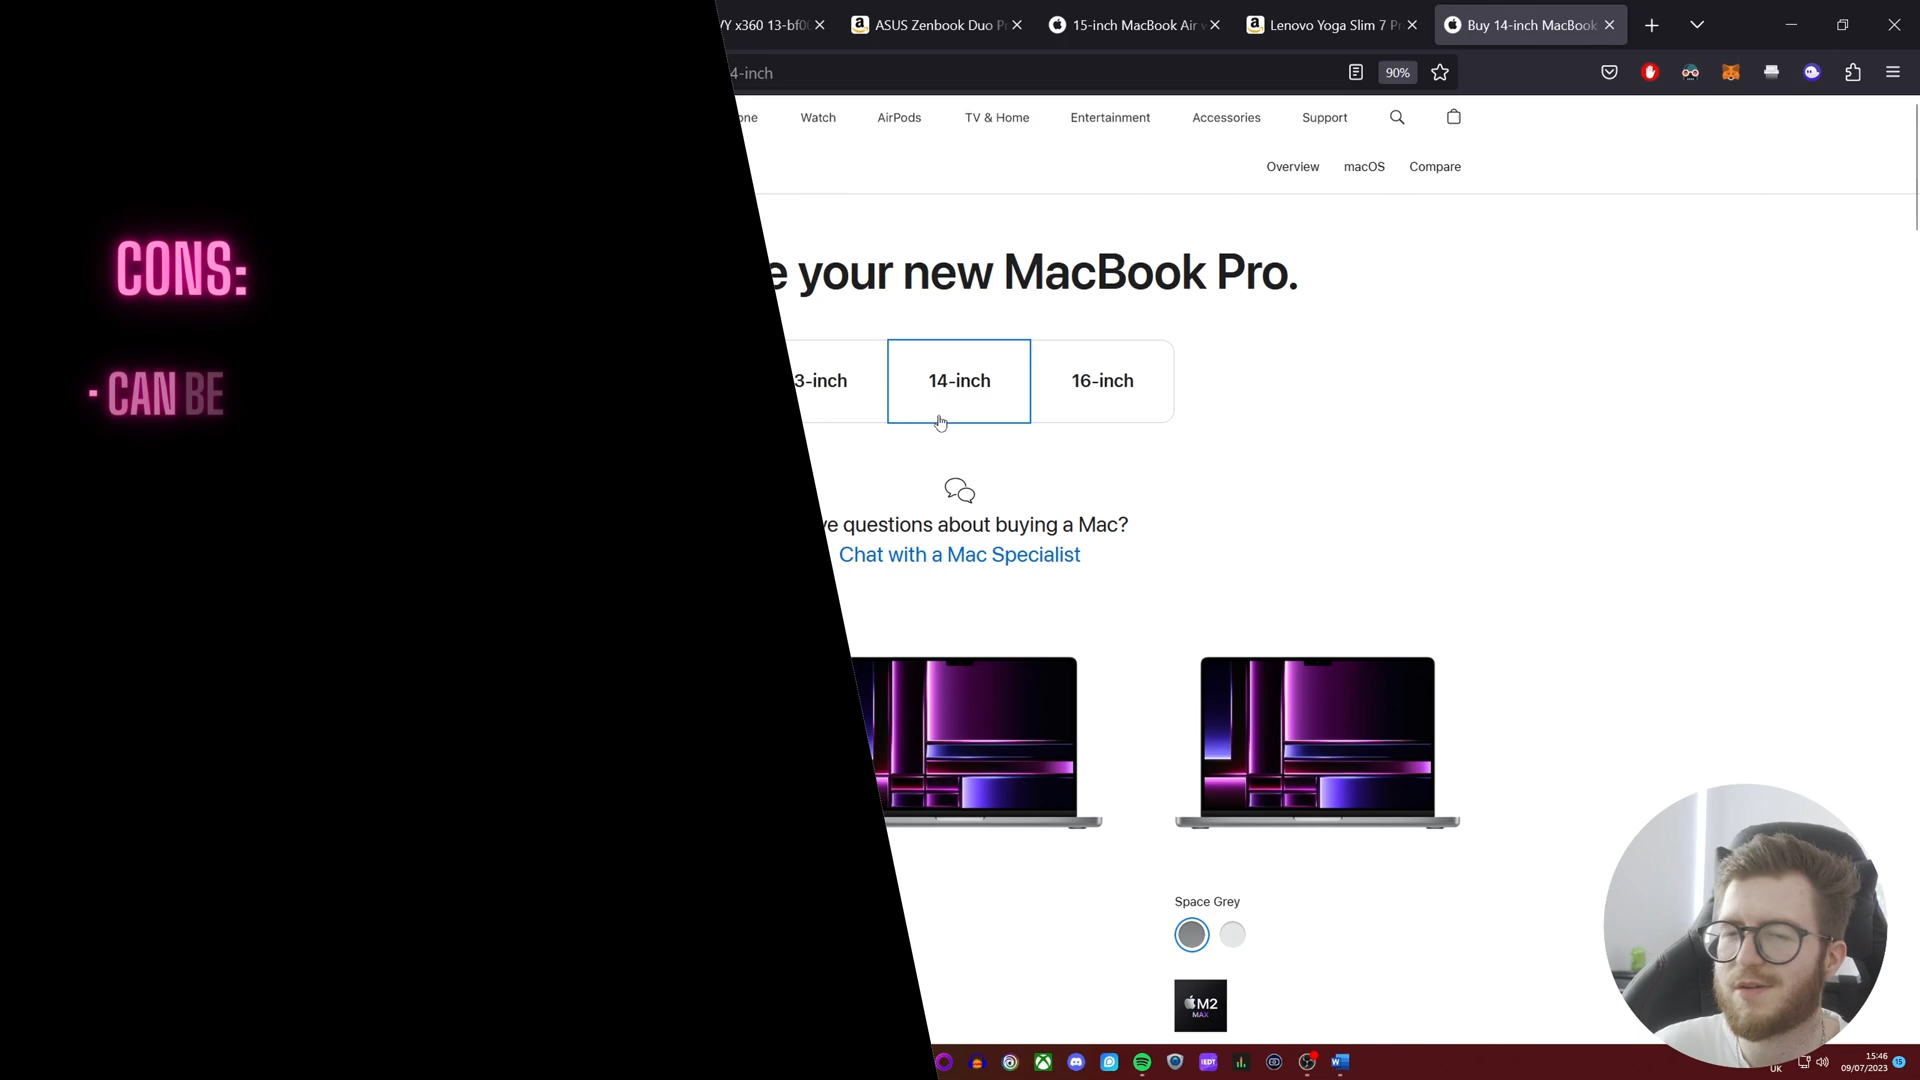 Y x360 13-bf0
ASUS Zenbook Duo P
15-inch MacBook Air
Lenovo Yoga Slim 7 P
Buy 14-inch MacBook
4-inch
90%
one
Watch
AirPods
TV & Home
Entertainment
Accessories
Support
Overview
macOS
Compare
CONS:
e your new MacBook Pro.
- CAN BE
3-inch
14-inch
16-inch
ve questions about buying a Mac?
Chat with a Mac Specialist
Space Grey
M2
MAX
UK
15:46
09/07/2023
15